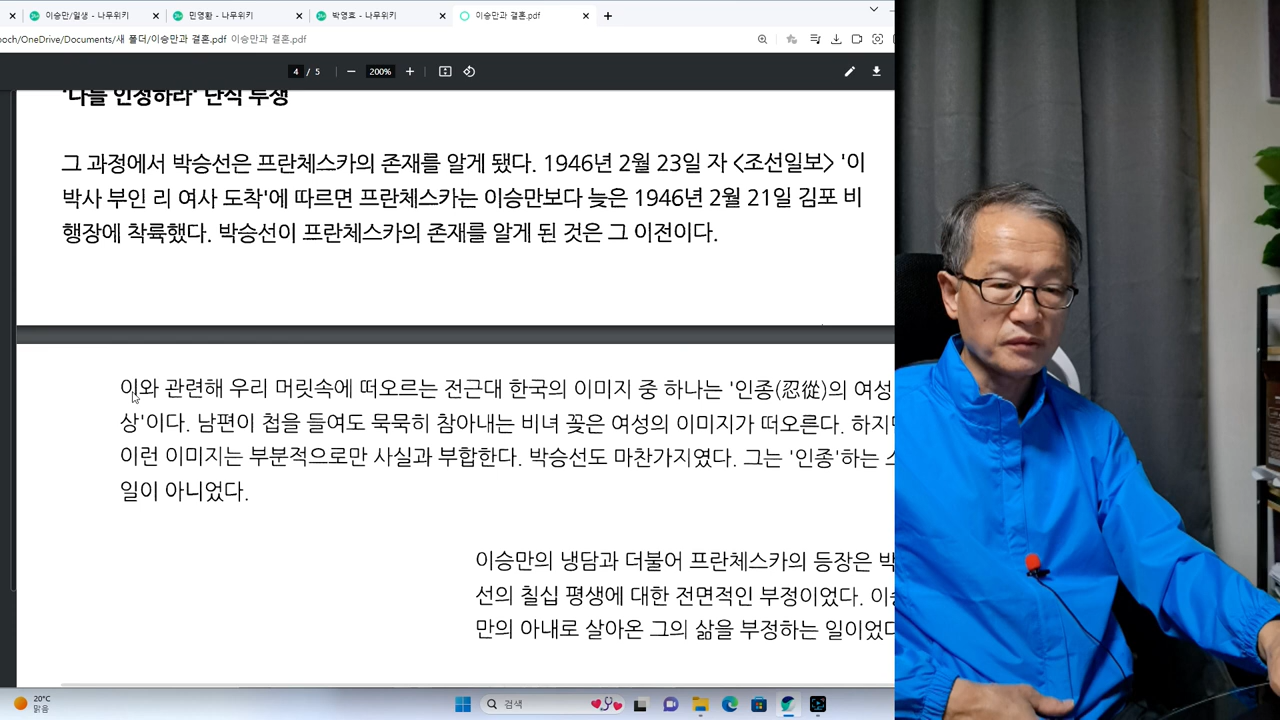 이승만/일생 - 나무위키
민영환 - 나무위키
박영효 - 나무위키
이승만과 결혼.pdf
och/OneDrive/Documents/새 폴더/이승만과 결혼.pdf 이승만과 결혼.pdf
4 / 5
200%
'나를 인정하라' 단식 투쟁
그 과정에서 박승선은 프란체스카의 존재를 알게 됐다. 1946년 2월 23일 자 <조선일보> '이
박사 부인 리 여사 도착'에 따르면 프란체스카는 이승만보다 늦은 1946년 2월 21일 김포 비
행장에 착륙했다. 박승선이 프란체스카의 존재를 알게 된 것은 그 이전이다.
이와 관련해 우리 머릿속에 떠오르는 전근대 한국의 이미지 중 하나는 '인종(忍從)의 여성
상'이다. 남편이 첩을 들여도 묵묵히 참아내는 비녀 꽂은 여성의 이미지가 떠오른다. 하지
이런 이미지는 부분적으로만 사실과 부합한다. 박승선도 마찬가지였다. 그는 '인종'하는
일이 아니었다.
이승만의 냉담과 더불어 프란체스카의 등장은 박
선의 칠십 평생에 대한 전면적인 부정이었다. 이
만의 아내로 살아온 그의 삶을 부정하는 일이었다
20°C
맑음
검색